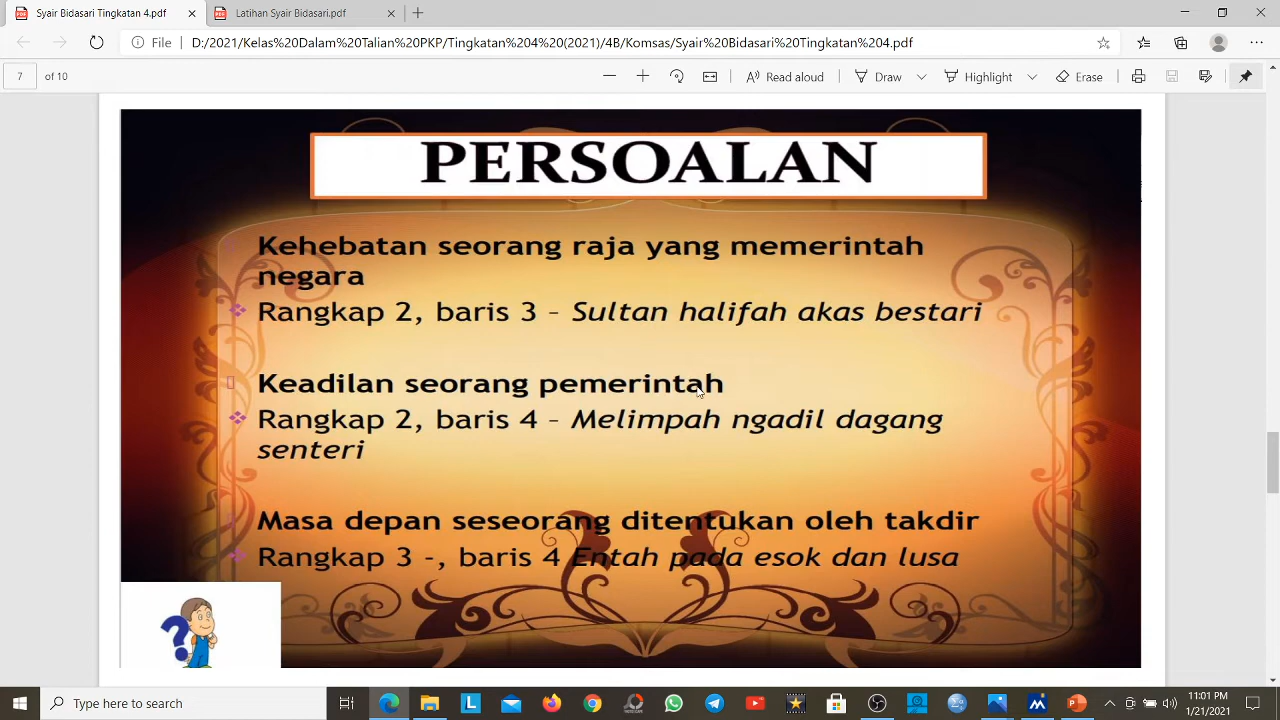 Syair Bidasari Tingkatan 4.pdf
Latihan Syair Bidasari.pdf
File
D:/2021/Kelas%20Dalam%20Talian%20PKP/Tingkatan%204%20(2021)/4B/Komsas/Syair%20Bidasari%20Tingkatan%204.pdf
7 of 10
Read aloud
Draw
Highlight
Erase
PERSOALAN
Kehebatan seorang raja yang memerintah
negara
Rangkap 2, baris 3 – Sultan halifah akas bestari
Keadilan seorang pemerintah
Rangkap 2, baris 4 – Melimpah ngadil dagang
senteri
Masa depan seseorang ditentukan oleh takdir
Rangkap 3 -, baris 4 Entah pada esok dan lusa
Type here to search
11:01 PM
1/21/2021